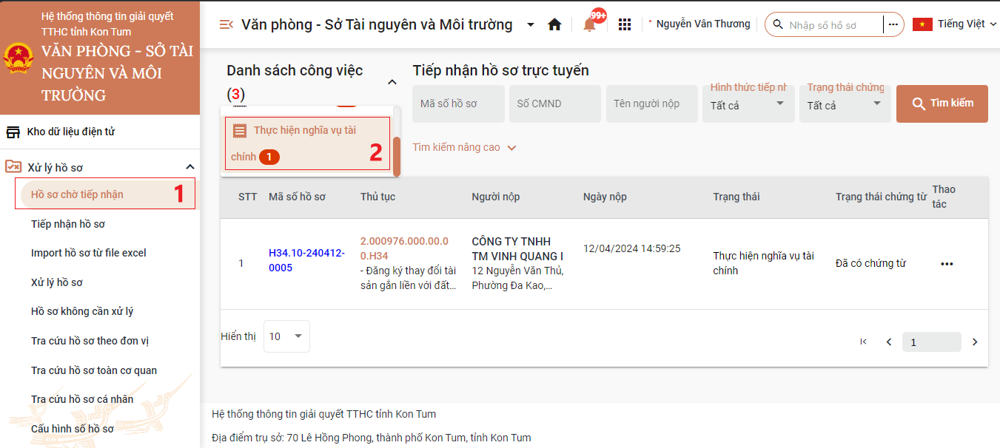 Hệ thống thông tin giải quyết
TTHC tỉnh Kon Tum
VĂN PHÒNG - SỞ TÀI
NGUYÊN VÀ MÔI
TRƯỜNG
Kho dữ liệu điện tử
Xử lý hồ sơ
Hồ sơ chờ tiếp nhận 1
Tiếp nhận hồ sơ
Import hồ sơ từ file excel
Xử lý hồ sơ
Hồ sơ không cần xử lý
Tra cứu hồ sơ theo đơn vị
Tra cứu hồ sơ toàn cơ quan
Tra cứu hồ sơ cá nhân
Cấu hình số hồ sơ
Văn phòng - Sở Tài nguyên và Môi trường
99+
Nguyễn Vân Thương
Nhập số hồ sơ
Tiếng Việt
Danh sách công việc
(3)
Thực hiện nghĩa vụ tài
chính 1
2
Tiếp nhận hồ sơ trực tuyến
Mã số hồ sơ
Số CMND
Tên người nộp
Hình thức tiếp nh
Tất cả
Trạng thái chứng
Tất cả
Tìm kiếm
Tìm kiếm nâng cao
STT Mã số hồ sơ Thủ tục Người nộp Ngày nộp Trạng thái Trạng thái chứng từ Thao
tác
1
H34.10-240412-
0005
2.000976.000.00.0
0.H34
- Đăng ký thay đổi tài
sản gắn liền với đất...
CÔNG TY TNHH
TM VINH QUANG I
12 Nguyễn Văn Thủ,
Phường Đa Kao,...
12/04/2024 14:59:25
Thực hiện nghĩa vụ tài
chính
Đã có chứng từ
Hiển thị 10
1
Hệ thống thông tin giải quyết TTHC tỉnh Kon Tum
Địa điểm trụ sở: 70 Lê Hồng Phong, thành phố Kon Tum, tỉnh Kon Tum